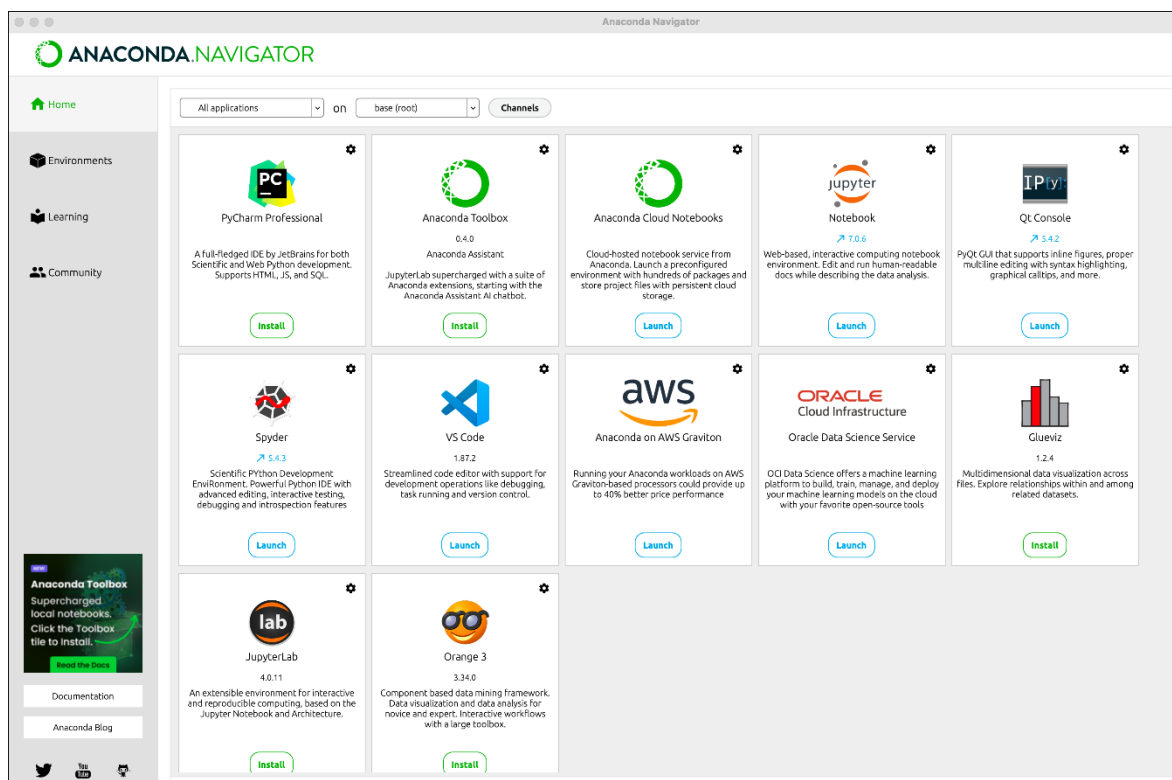 Anaconda Navigator
ANACONDA.NAVIGATOR
Home
Environments
Learning
Community
All applications
on
base (root)
Channels
PC
PyCharm Professional
A full-fledged IDE by JetBrains for both
Scientific and Web Python development.
Supports HTML, JS, and SQL.
Install
Anaconda Toolbox
0.4.0
Anaconda Assistant
JupyterLab supercharged with a suite of
Anaconda extensions, starting with the
Anaconda Assistant AI chatbot.
Install
Anaconda Cloud Notebooks
Cloud-hosted notebook service from
Anaconda. Launch a preconfigured
environment with hundreds of packages and
store project files with persistent cloud
storage.
Launch
jupyter
Notebook
7.0.6
Web-based, interactive computing notebook
environment. Edit and run human-readable
docs while describing the data analysis.
Launch
IP[y]:
Qt Console
5.4.2
PyQt GUI that supports inline figures, proper
multiline editing with syntax highlighting,
graphical calltips, and more.
Launch
Spyder
5.4.3
Scientific PYthon Development
EnviRonment. Powerful Python IDE with
advanced editing, interactive testing,
debugging and introspection features
Launch
VS Code
1.87.2
Streamlined code editor with support for
development operations like debugging,
task running and version control.
Launch
aws
Anaconda on AWS Graviton
Running your Anaconda workloads on AWS
Graviton-based processors could provide up
to 40% better price performance
Launch
ORACLE
Cloud Infrastructure
Oracle Data Science Service
OCI Data Science offers a machine learning
platform to build, train, manage, and deploy
your machine learning models on the cloud
with your favorite open-source tools
Launch
Glueviz
1.2.4
Multidimensional data visualization across
files. Explore relationships within and among
related datasets.
Install
lab
JupyterLab
4.0.11
An extensible environment for interactive
and reproducible computing, based on the
Jupyter Notebook and Architecture.
Install
Orange 3
3.34.0
Component based data mining framework.
Data visualization and data analysis for
novice and expert. Interactive workflows
with a large toolbox.
Install
NEW
Anaconda Toolbox
Supercharged
local notebooks.
Click the Toolbox
tile to Install.
Read the Docs
Documentation
Anaconda Blog
You
Tube